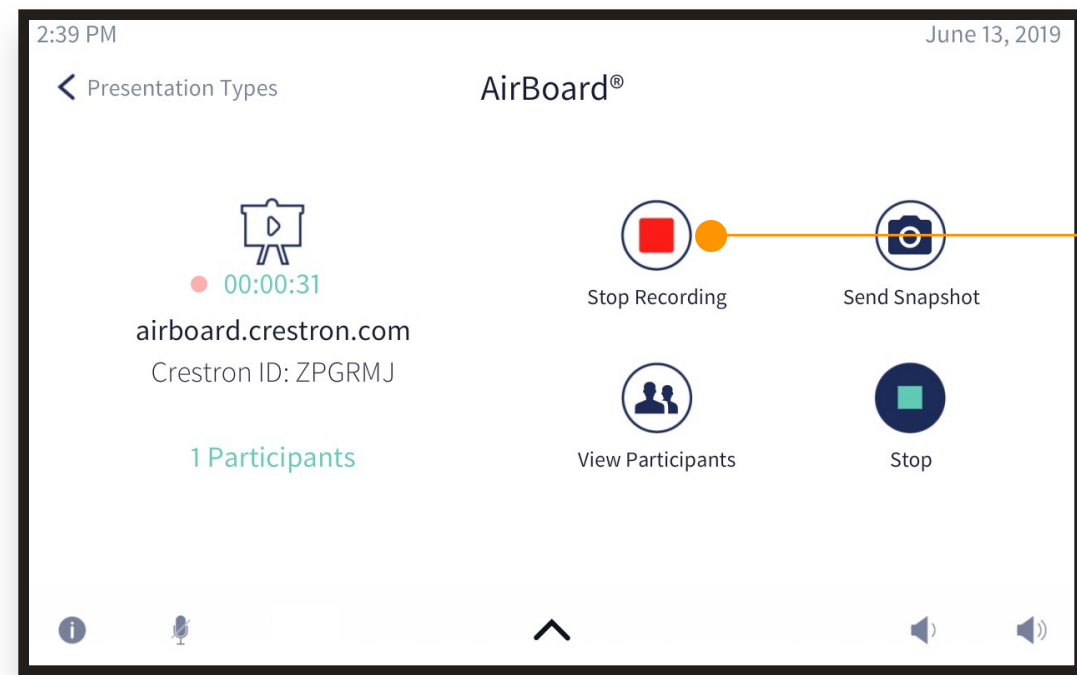 2:39 PM
June 13, 2019
Presentation Types
AirBoard®
00:00:31
airboard.crestron.com
Crestron ID: ZPGRMJ
1 Participants
Stop Recording
Send Snapshot
View Participants
Stop